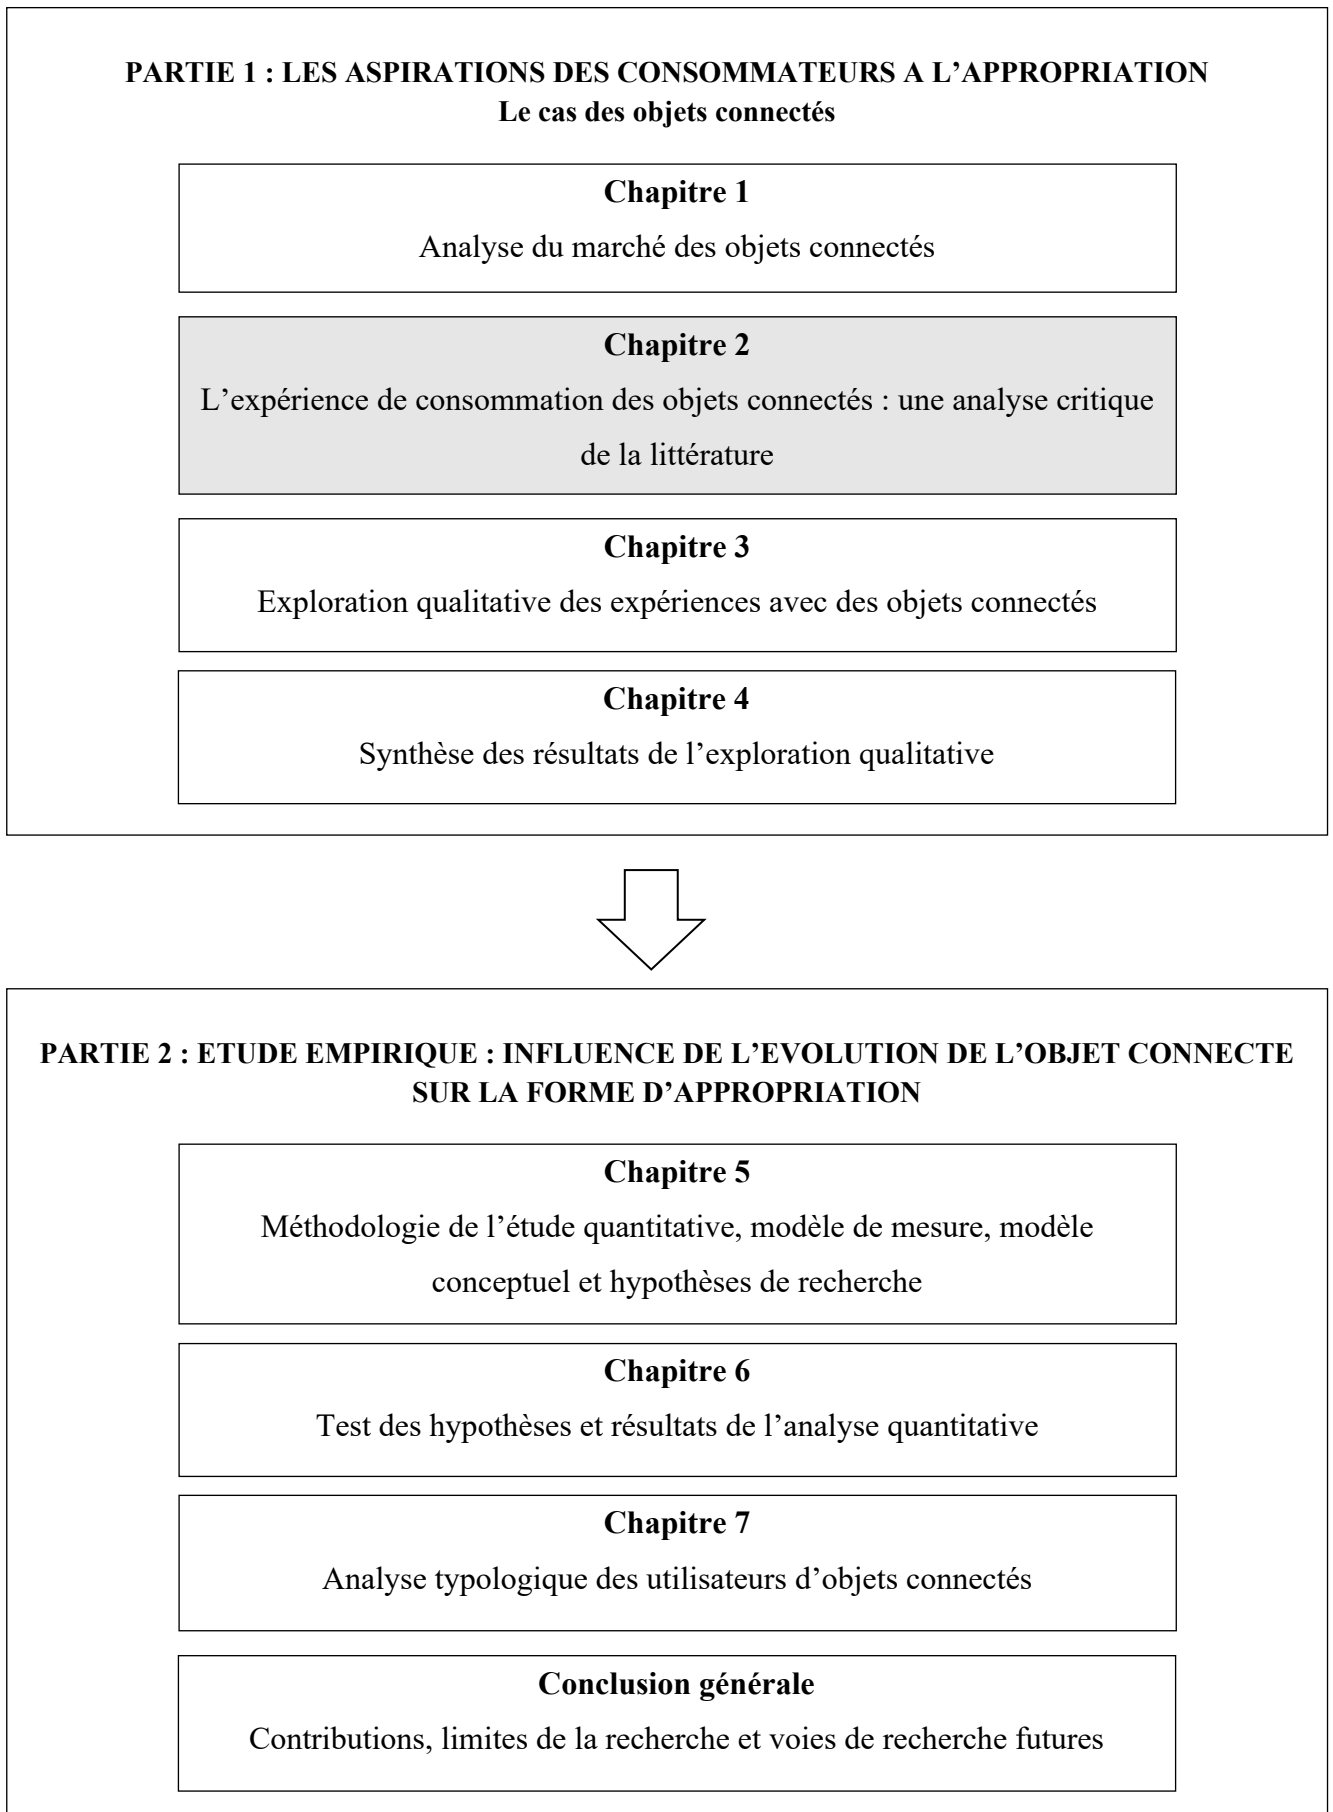 PARTIE 1 : LES ASPIRATIONS DES CONSOMMATEURS A L’APPROPRIATION
Le cas des objets connectés
Chapitre 1
Analyse du marché des objets connectés
Chapitre 2
L’expérience de consommation des objets connectés : une analyse critique
de la littérature
Chapitre 3
Exploration qualitative des expériences avec des objets connectés
Chapitre 4
Synthèse des résultats de l’exploration qualitative
PARTIE 2 : ETUDE EMPIRIQUE : INFLUENCE DE L’EVOLUTION DE L’OBJET CONNECTE
SUR LA FORME D’APPROPRIATION
Chapitre 5
Méthodologie de l’étude quantitative, modèle de mesure, modèle
conceptuel et hypothèses de recherche
Chapitre 6
Test des hypothèses et résultats de l’analyse quantitative
Chapitre 7
Analyse typologique des utilisateurs d’objets connectés
Conclusion générale
Contributions, limites de la recherche et voies de recherche futures